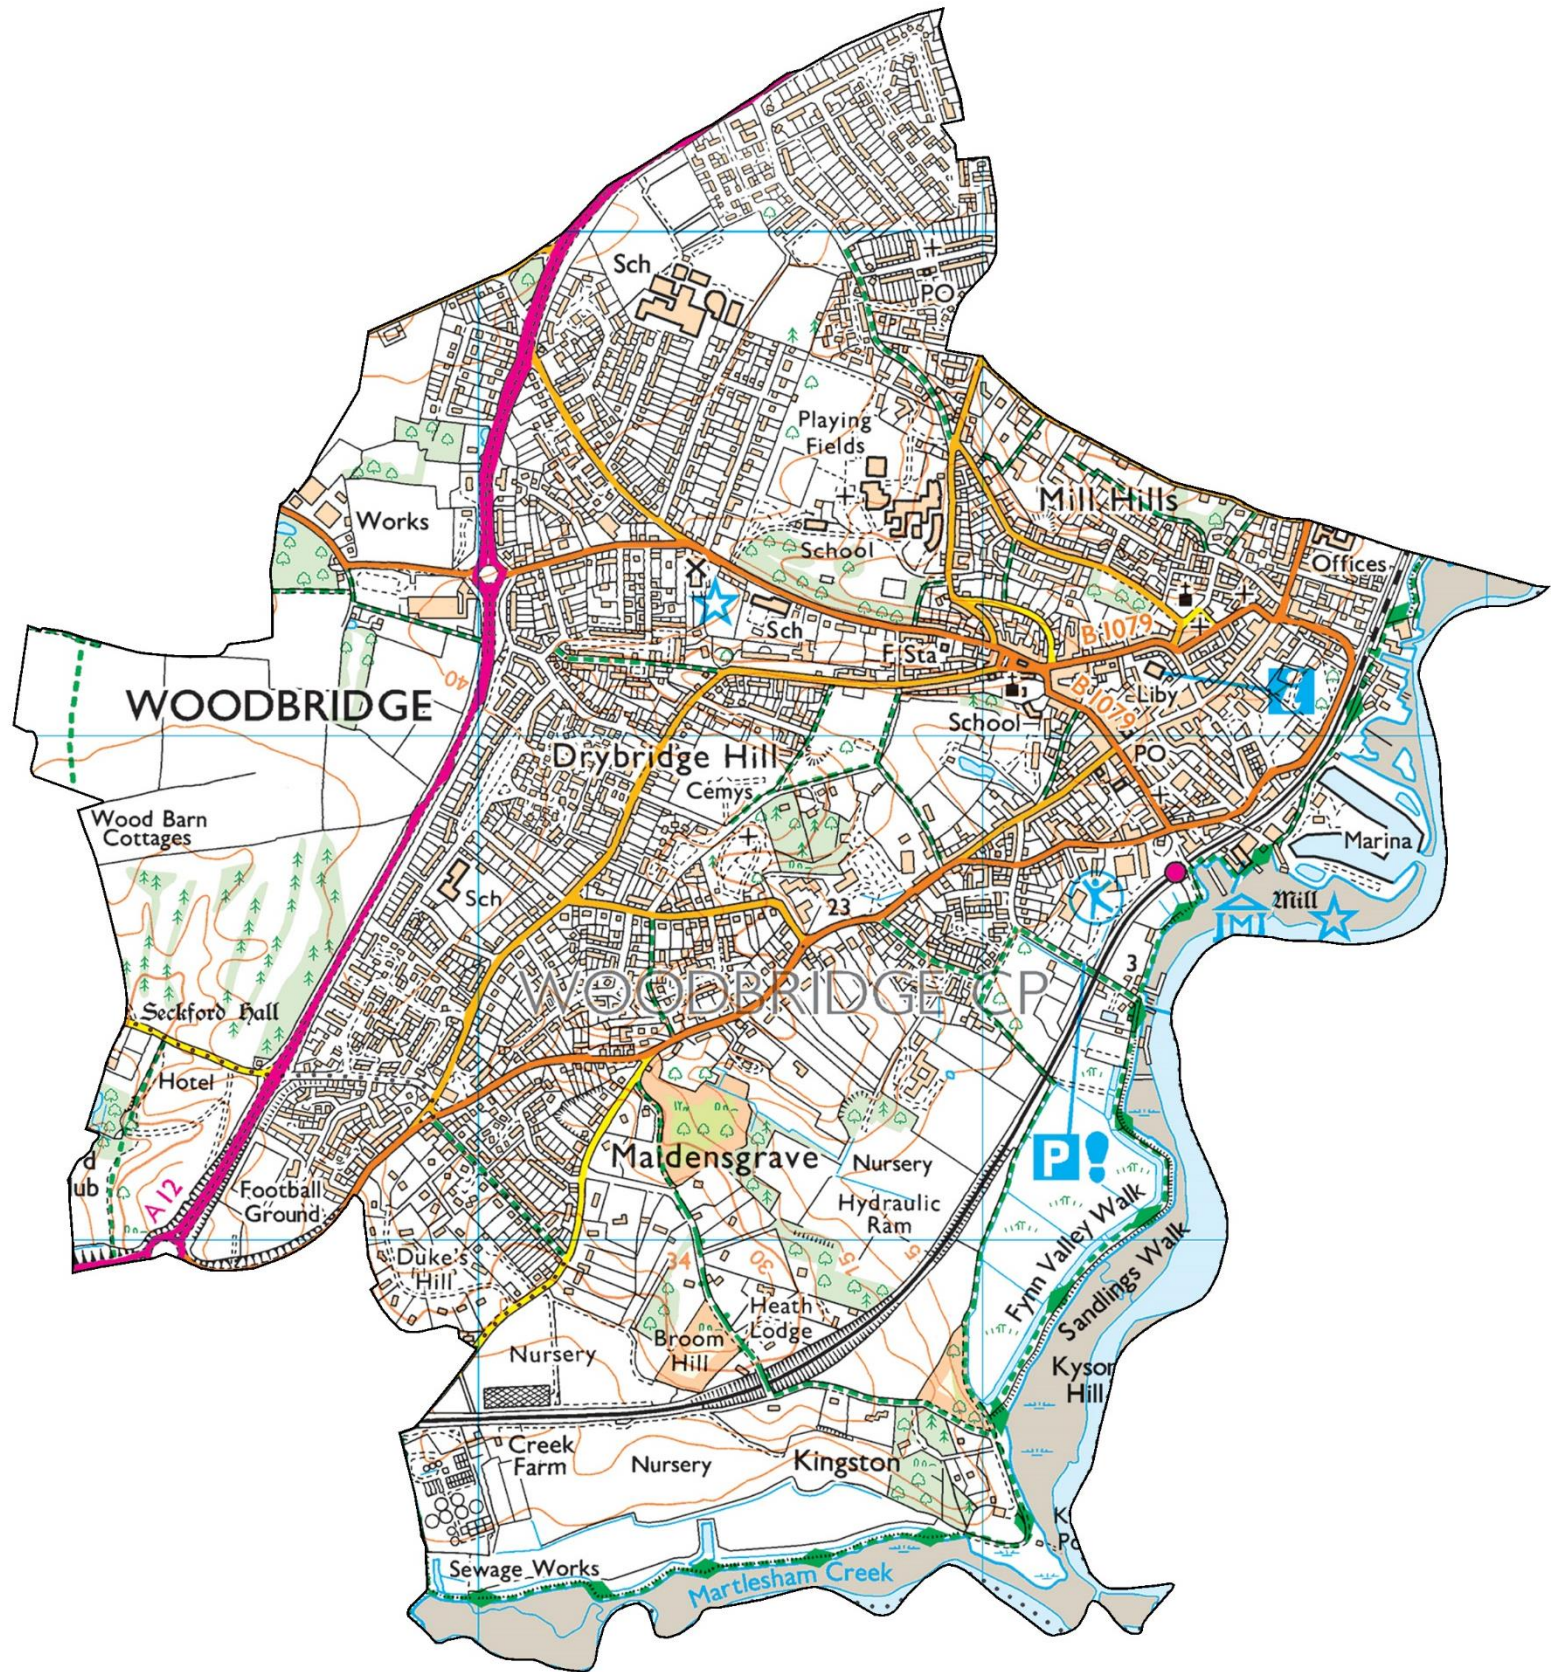 Sch
PO
Playing
Fields
Mill Hills
Works
School
Offices
Sch
B 1079
F Sta
40
Liby
WOODBRIDGE
B 1079
School
Drybridge Hill
PO
Cemys
Wood Barn
Cottages
Marina
Sch
23
Mill
M
3
WOODBRIDGE CP
Seckford Hall
Hotel
Maidensgrave
Nursery
P
d
ub
A 12
Football
Ground
Hydraulic
Ram
Fynn Valley Walk
Sandlings Walk
Duke's
Hill
34
30
15
5
Heath
Lodge
Broom
Hill
Nursery
Kyson
Hill
Creek
Farm
Nursery
Kingston
K
Po
Sewage Works
Martlesham Creek